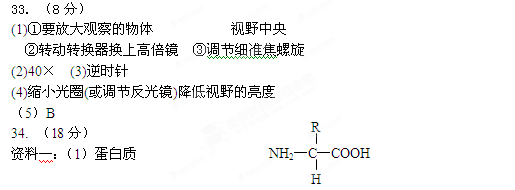 33. （8 分）
(1)①要放大观察的物体 视野中央
②转动转换器换上高倍镜 ③调节细准焦螺旋
(2)40× (3)逆时针
(4)缩小光圈(或调节反光镜)降低视野的亮度
（5）B
34. （18 分）
资料一：（1）蛋白质
R
NH₂—C—COOH
H